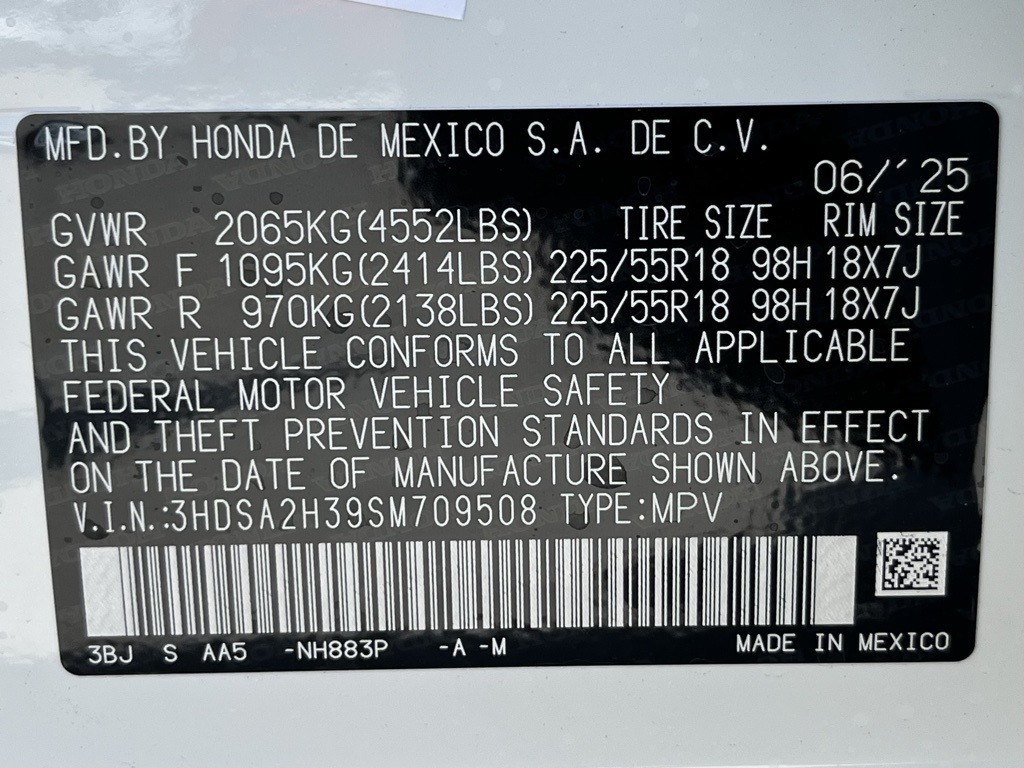 MFD.BY HONDA DE MEXICO S.A. DE C.V.
06/´25
GVWR 2065KG(4552LBS) TIRE SIZE RIM SIZE
GAWR F 1095KG(2414LBS) 225/55R18 98H 18X7J
GAWR R 970KG(2138LBS) 225/55R18 98H 18X7J
THIS VEHICLE CONFORMS TO ALL APPLICABLE
FEDERAL MOTOR VEHICLE SAFETY
AND THEFT PREVENTION STANDARDS IN EFFECT
ON THE DATE OF MANUFACTURE SHOWN ABOVE.
V.I.N.:3HDSA2H39SM709508 TYPE:MPV
3BJ S AA5 -NH883P -A -M MADE IN MEXICO